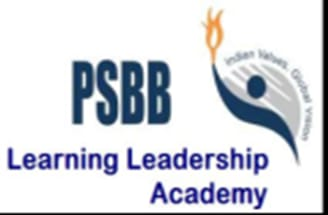 PSBB
Indian Values, Global Vision
Learning Leadership
Academy